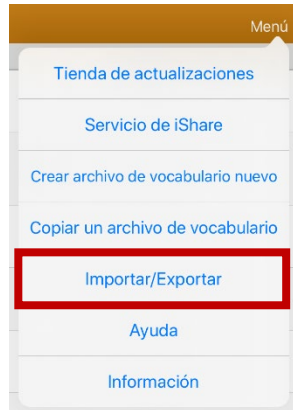 Menú
Tienda de actualizaciones
Servicio de iShare
Crear archivo de vocabulario nuevo
Copiar un archivo de vocabulario
Importar/Exportar
Ayuda
Información